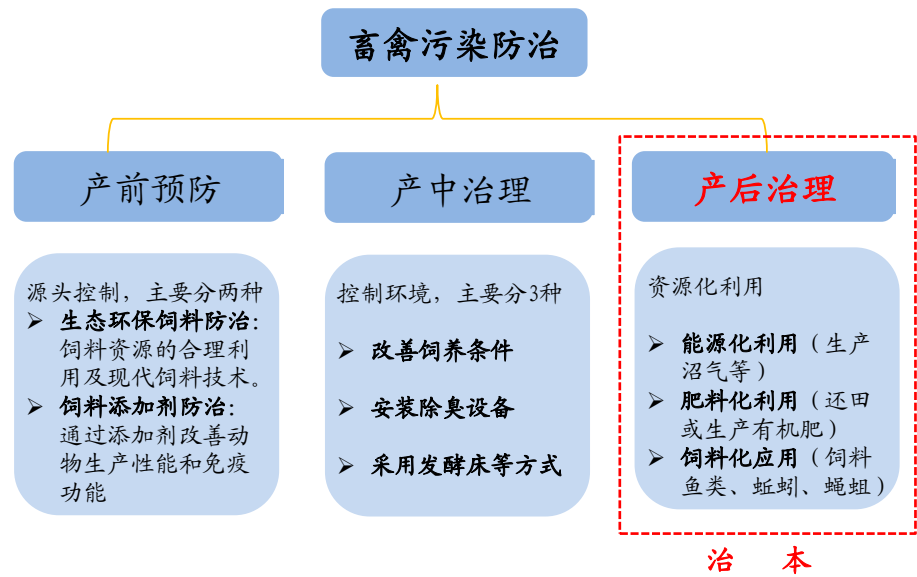 畜禽污染防治
产前预防
源头控制，主要分两种
➢ 生态环保饲料防治：
饲料资源的合理利
用及现代饲料技术。
➢ 饲料添加剂防治：
通过添加剂改善动
物生产性能和免疫
功能
产中治理
控制环境，主要分3种
➢ 改善饲养条件
➢ 安装除臭设备
➢ 采用发酵床等方式
产后治理
资源化利用
➢ 能源化利用（生产
沼气等）
➢ 肥料化利用（还田
或生产有机肥）
➢ 饲料化应用（饲料
鱼类、蚯蚓、蝇蛆）
治 本